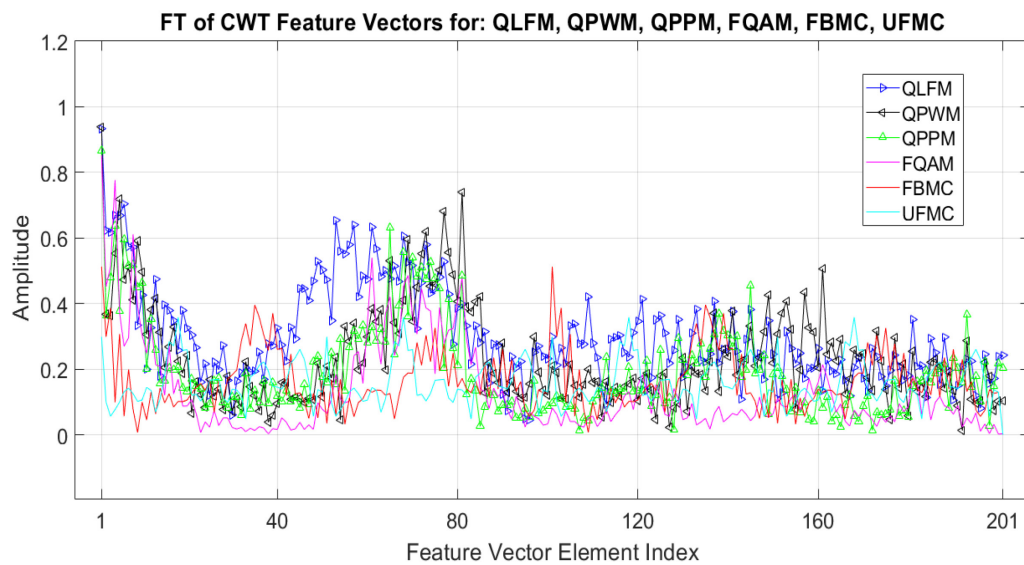 FT of CWT Feature Vectors for: QLFM, QPWM, QPPM, FQAM, FBMC, UFMC
1.2
1
0.8
0.6
0.4
0.2
0
Amplitude
QLFM
QPWM
QPPM
FQAM
FBMC
UFMC
1 40 80 120 160 201
Feature Vector Element Index